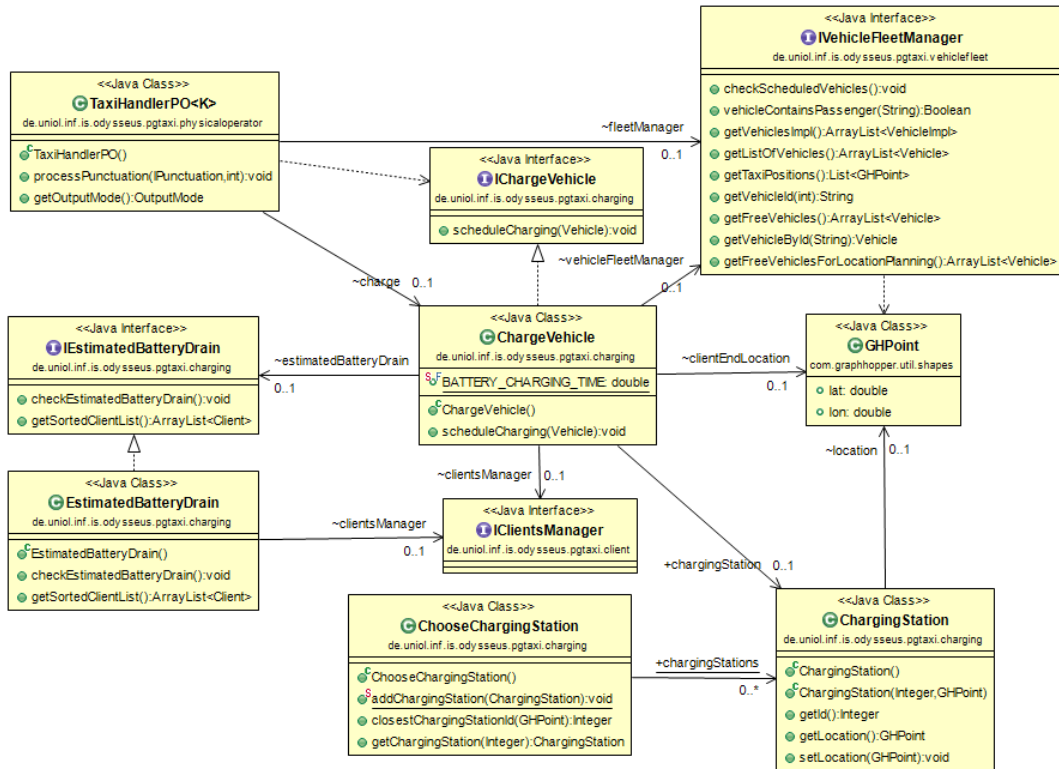 <<Java Interface>>
IVehicleFleetManager
de.uniol.inf.is.odysseus.pgtaxi.vehiclefleet
checkScheduledVehicles():void
vehicleContainsPassenger(String):Boolean
getVehiclesImpl():ArrayList<VehicleImpl>
getListOfVehicles():ArrayList<Vehicle>
getTaxiPositions():List<GHPoint>
getVehicleId(int):String
getFreeVehicles():ArrayList<Vehicle>
getVehicleById(String):Vehicle
getFreeVehiclesForLocationPlanning():ArrayList<Vehicle>
<<Java Class>>
TaxiHandlerPO<K>
de.uniol.inf.is.odysseus.pgtaxi.physicaloperator
TaxiHandlerPO()
processPunctuation(IPunctuation,int):void
getOutputMode():OutputMode
~fleetManager
0..1
<<Java Interface>>
IChargeVehicle
de.uniol.inf.is.odysseus.pgtaxi.charging
scheduleCharging(Vehicle):void
~vehicleFleetManager
0..1
~charge
0..1
<<Java Interface>>
IEstimatedBatteryDrain
de.uniol.inf.is.odysseus.pgtaxi.charging
checkEstimatedBatteryDrain():void
getSortedClientList():ArrayList<Client>
~estimatedBatteryDrain
0..1
<<Java Class>>
ChargeVehicle
de.uniol.inf.is.odysseus.pgtaxi.charging
BATTERY_CHARGING_TIME: double
ChargeVehicle()
scheduleCharging(Vehicle):void
~clientEndLocation
0..1
<<Java Class>>
GHPoint
com.graphhopper.util.shapes
lat: double
lon: double
~location
0..1
~clientsManager
0..1
<<Java Class>>
EstimatedBatteryDrain
de.uniol.inf.is.odysseus.pgtaxi.charging
EstimatedBatteryDrain()
checkEstimatedBatteryDrain():void
getSortedClientList():ArrayList<Client>
~clientsManager
0..1
<<Java Interface>>
IClientsManager
de.uniol.inf.is.odysseus.pgtaxi.client
+chargingStation
0..1
<<Java Class>>
ChooseChargingStation
de.uniol.inf.is.odysseus.pgtaxi.charging
ChooseChargingStation()
addChargingStation(ChargingStation):void
closestChargingStationId(GHPoint):Integer
getChargingStation(Integer):ChargingStation
+chargingStations
0..*
<<Java Class>>
ChargingStation
de.uniol.inf.is.odysseus.pgtaxi.charging
ChargingStation()
ChargingStation(Integer,GHPoint)
getId():Integer
getLocation():GHPoint
setLocation(GHPoint):void